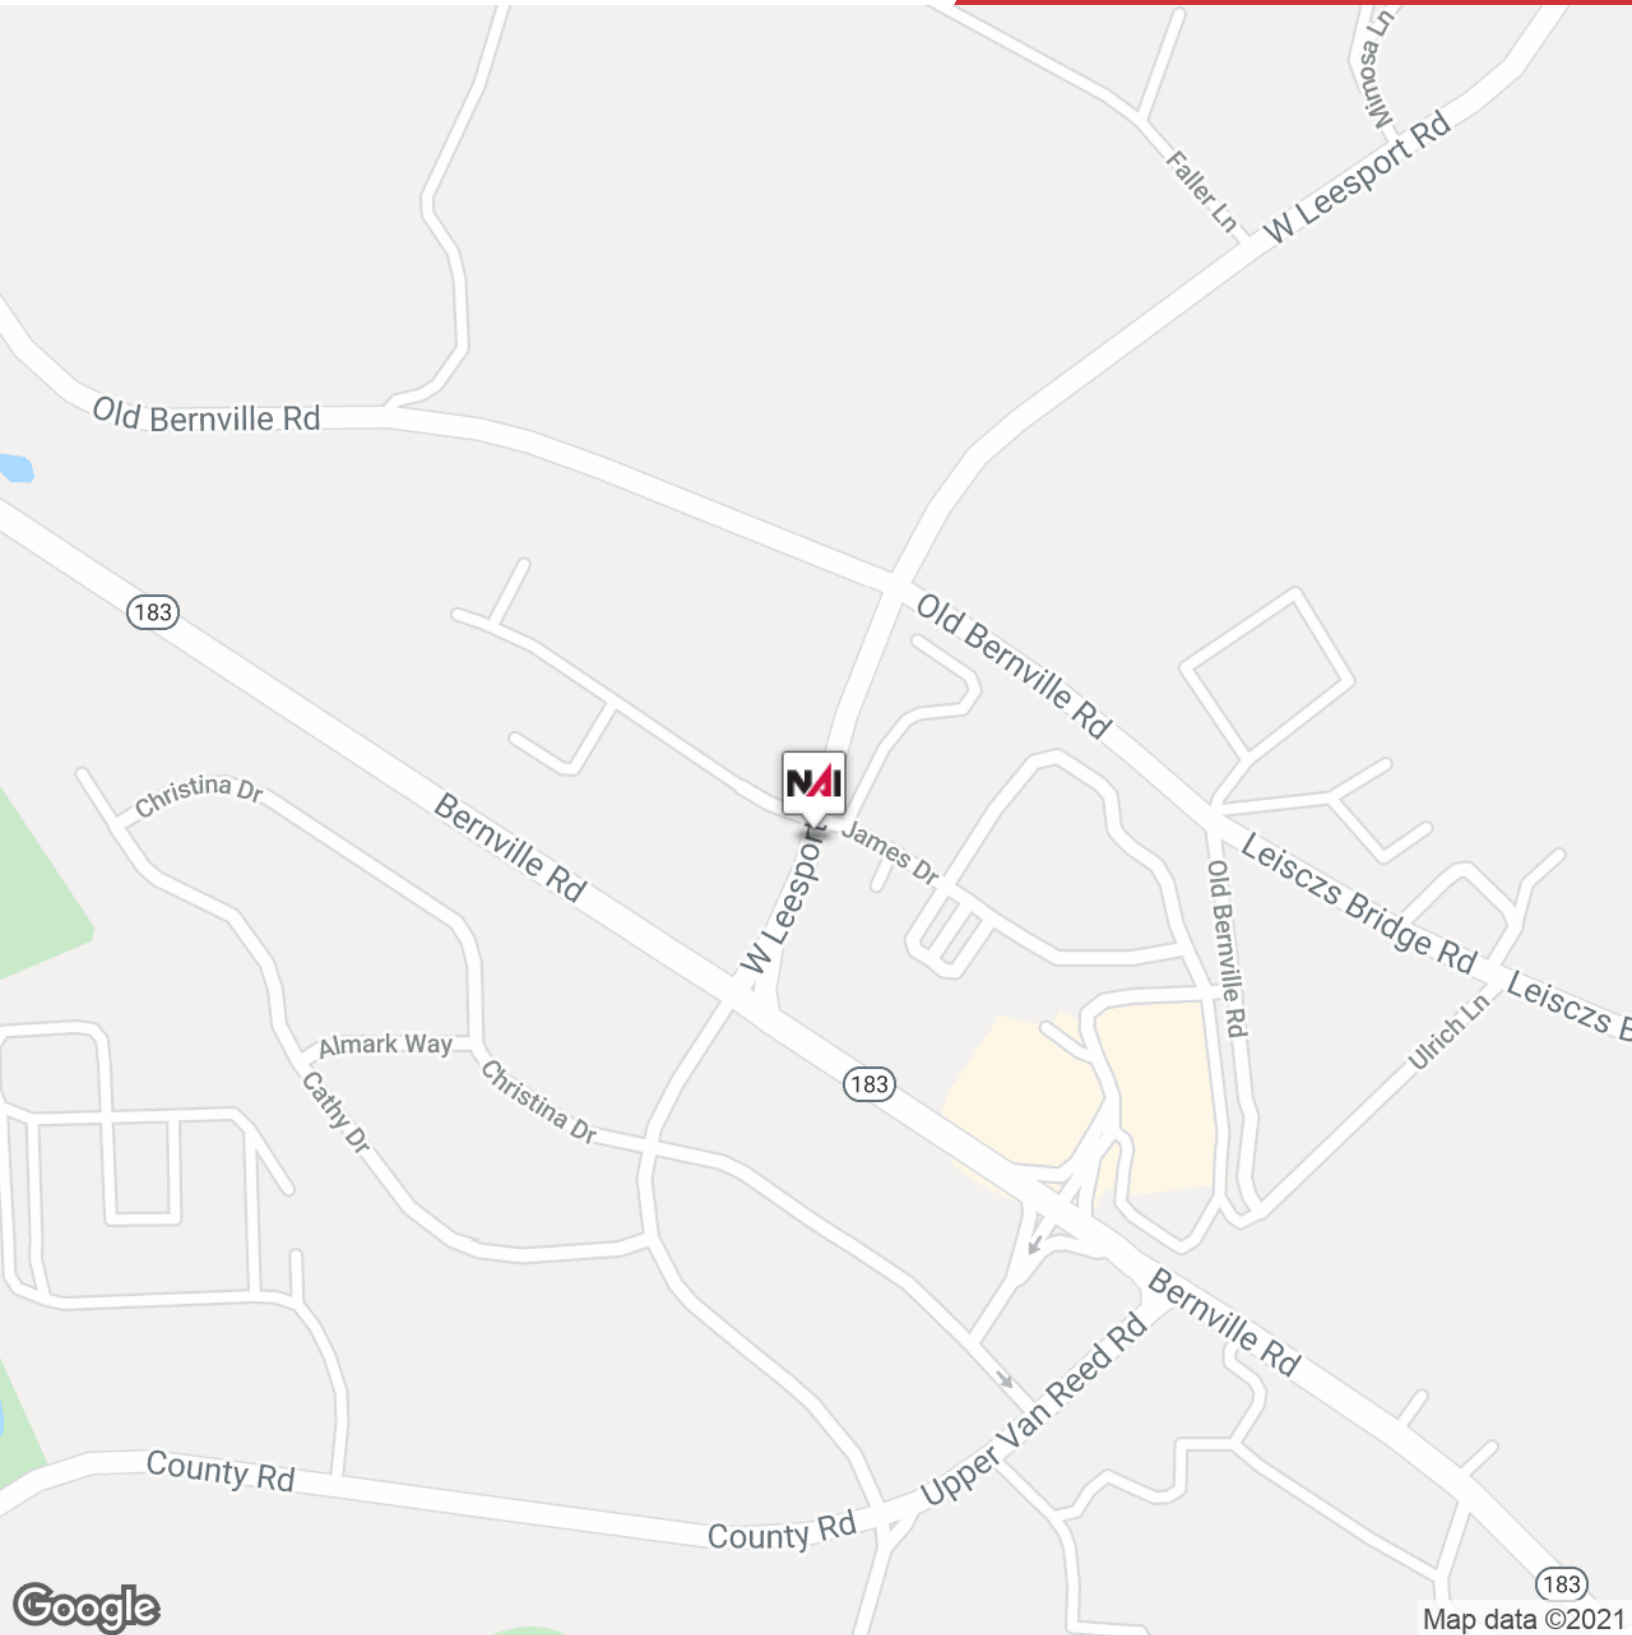 Mimosa Ln
W Leesport Rd
Faller Ln
Old Bernville Rd
183
Old Bernville Rd
NAI
Christina Dr
Bernville Rd
W Leesport
James Dr
Leisczs Bridge Rd
Old Bernville Rd
Leisczs B
Ulrich Ln
Almark Way
Christina Dr
Cathy Dr
183
Bernville Rd
Upper Van Reed Rd
County Rd
County Rd
183
Google
Map data ©2021